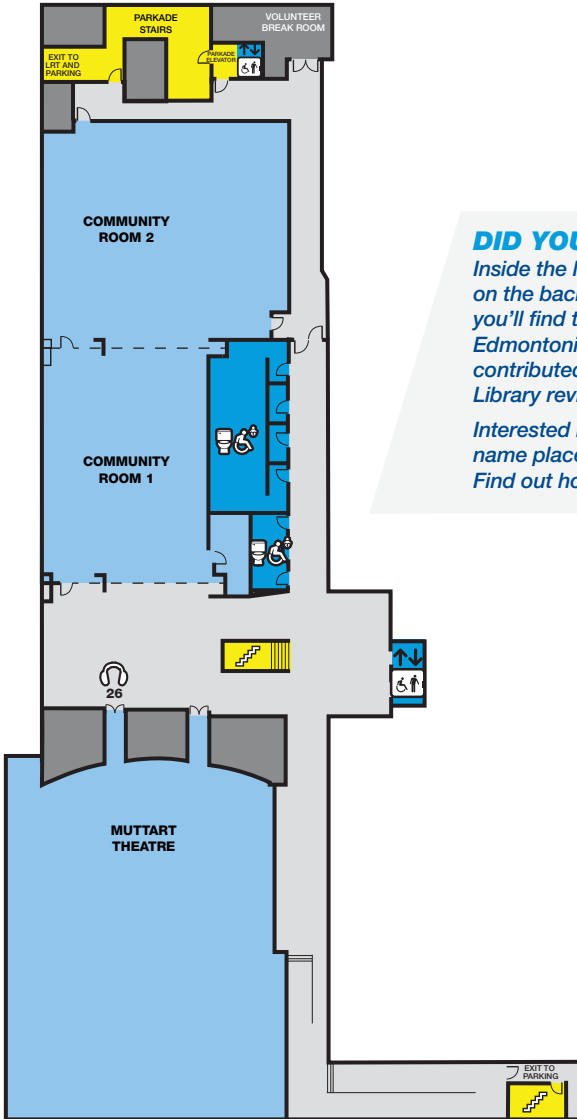 PARKADE
STAIRS
VOLUNTEER
BREAK ROOM
EXIT TO
LRT AND
PARKING
PARKADE
ELEVATOR
COMMUNITY
ROOM 2
DID YOU
Inside the
on the back
you'll find
Edmontoni
contributed
Library rev
Interested
name place
Find out ho
COMMUNITY
ROOM 1
26
MUTTART
THEATRE
EXIT TO
PARKING